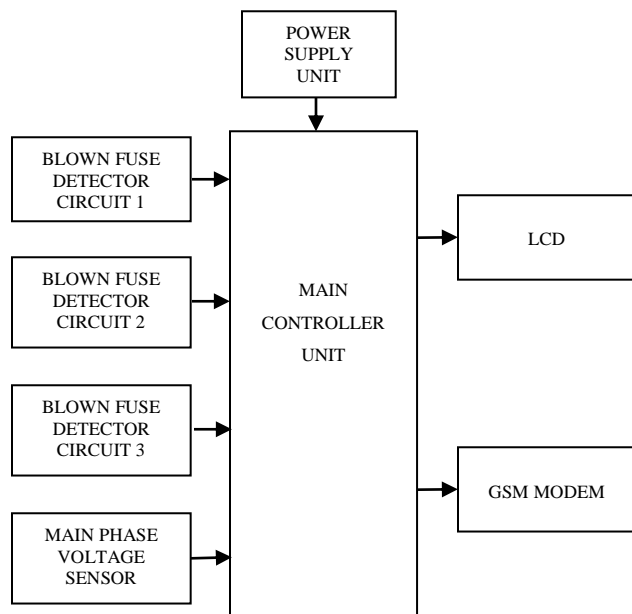 POWER
SUPPLY
UNIT
BLOWN FUSE
DETECTOR
CIRCUIT 1
BLOWN FUSE
DETECTOR
CIRCUIT 2
BLOWN FUSE
DETECTOR
CIRCUIT 3
MAIN PHASE
VOLTAGE
SENSOR
MAIN
CONTROLLER
UNIT
LCD
GSM MODEM